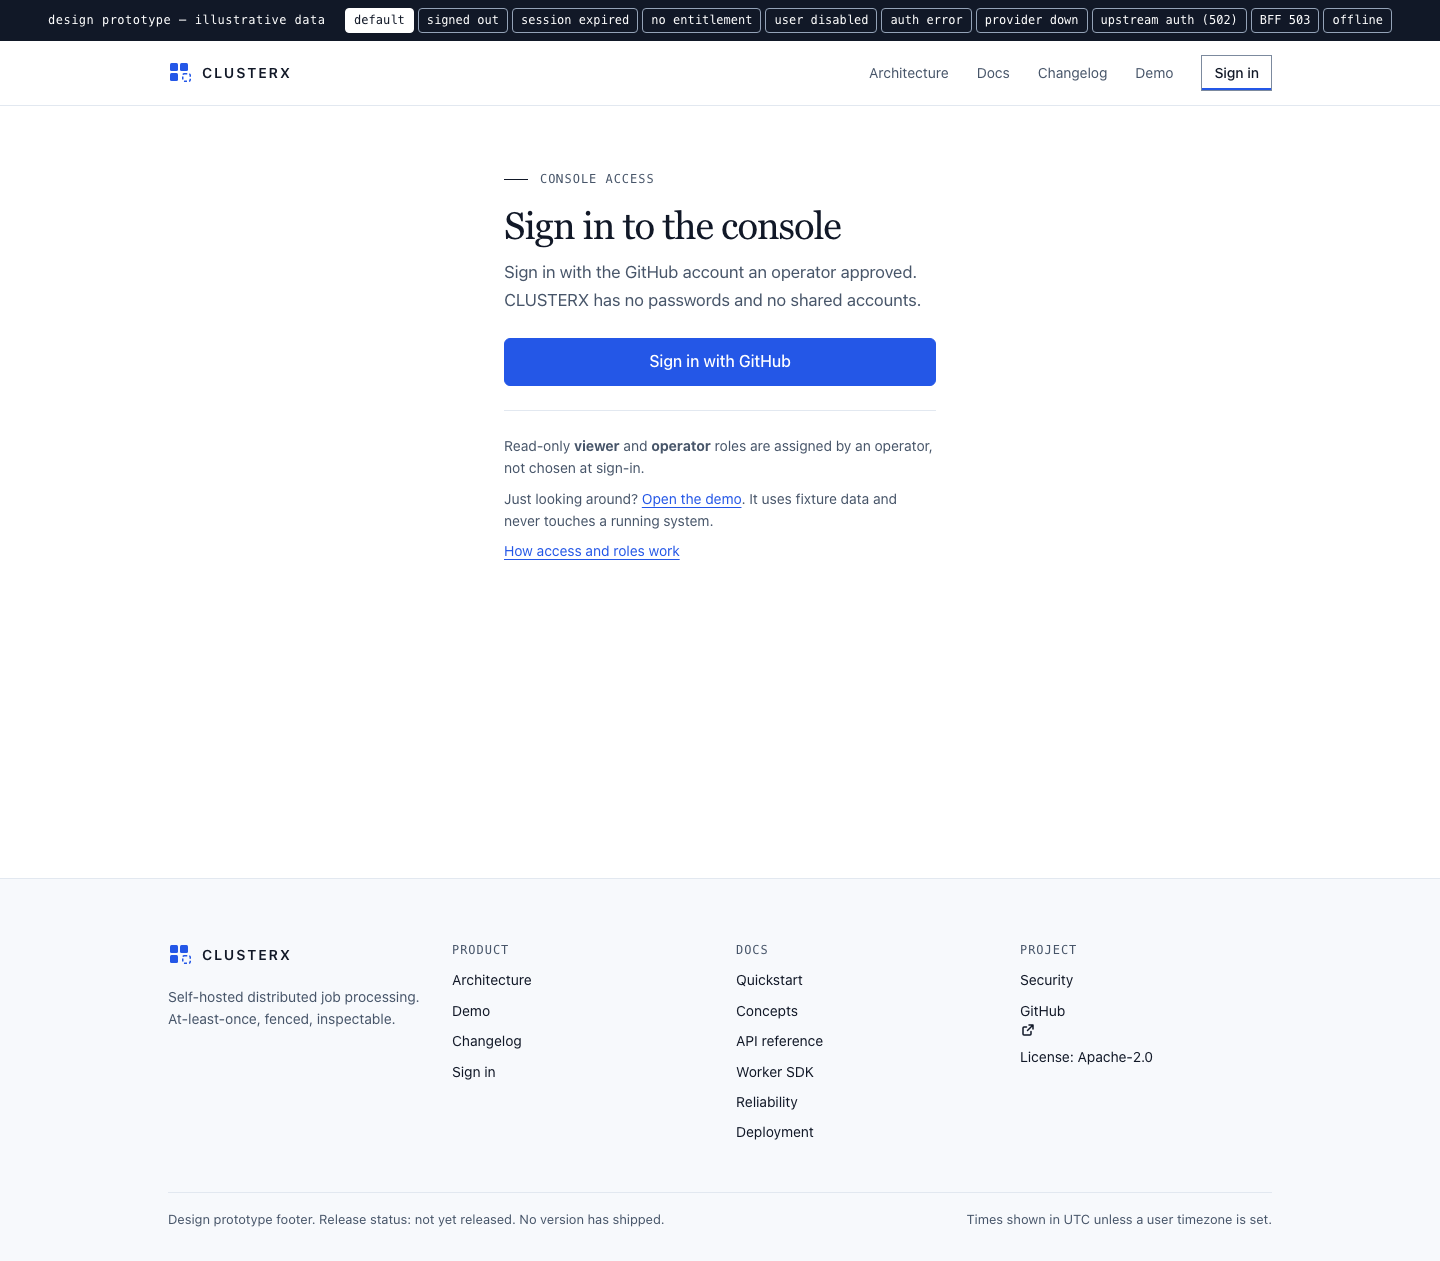 design prototype — illustrative data
default
signed out
session expired
no entitlement
user disabled
auth error
provider down
upstream auth (502)
BFF 503
offline
CLUSTERX
Architecture
Docs
Changelog
Demo
Sign in
CONSOLE ACCESS
Sign in to the console
Sign in with the GitHub account an operator approved.
CLUSTERX has no passwords and no shared accounts.
Sign in with GitHub
Read-only viewer and operator roles are assigned by an operator,
not chosen at sign-in.
Just looking around? Open the demo. It uses fixture data and
never touches a running system.
How access and roles work
CLUSTERX
Self-hosted distributed job processing.
At-least-once, fenced, inspectable.
PRODUCT
Architecture
Demo
Changelog
Sign in
DOCS
Quickstart
Concepts
API reference
Worker SDK
Reliability
Deployment
PROJECT
Security
GitHub
License: Apache-2.0
Design prototype footer. Release status: not yet released. No version has shipped.
Times shown in UTC unless a user timezone is set.